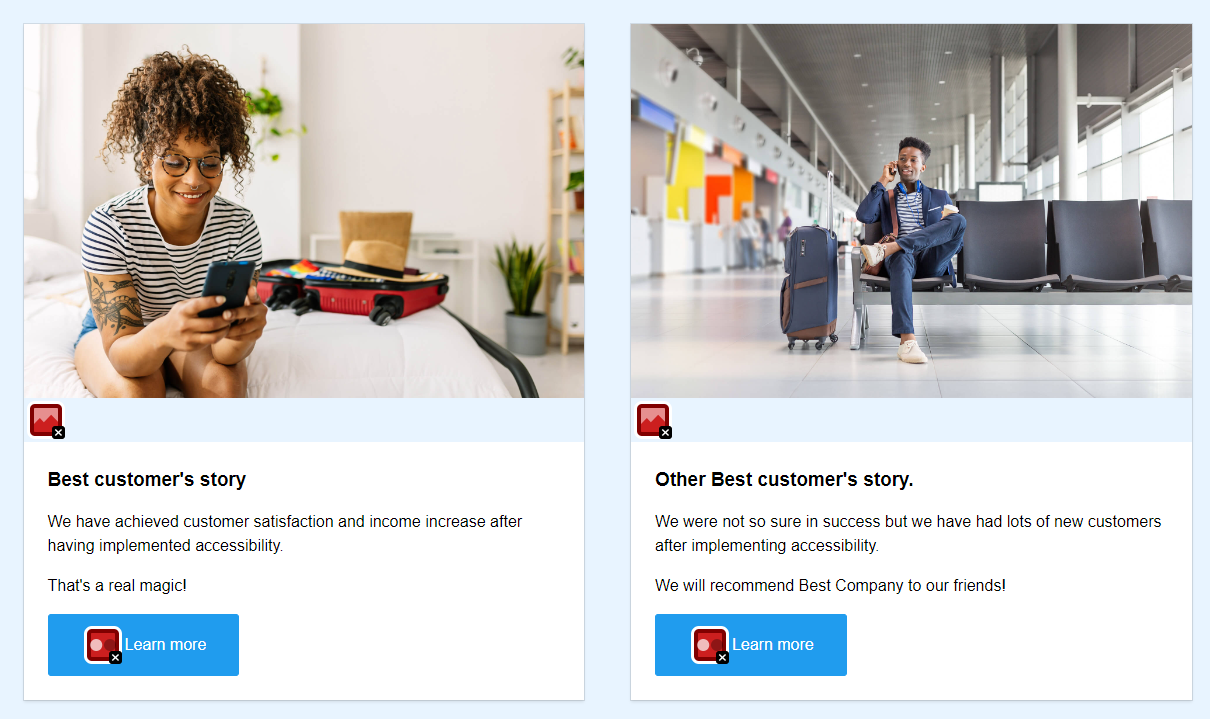 Best customer's story
We have achieved customer satisfaction and income increase after
having implemented accessibility.
That's a real magic!
Learn more
Other Best customer's story.
We were not so sure in success but we have had lots of new customers
after implementing accessibility.
We will recommend Best Company to our friends!
Learn more